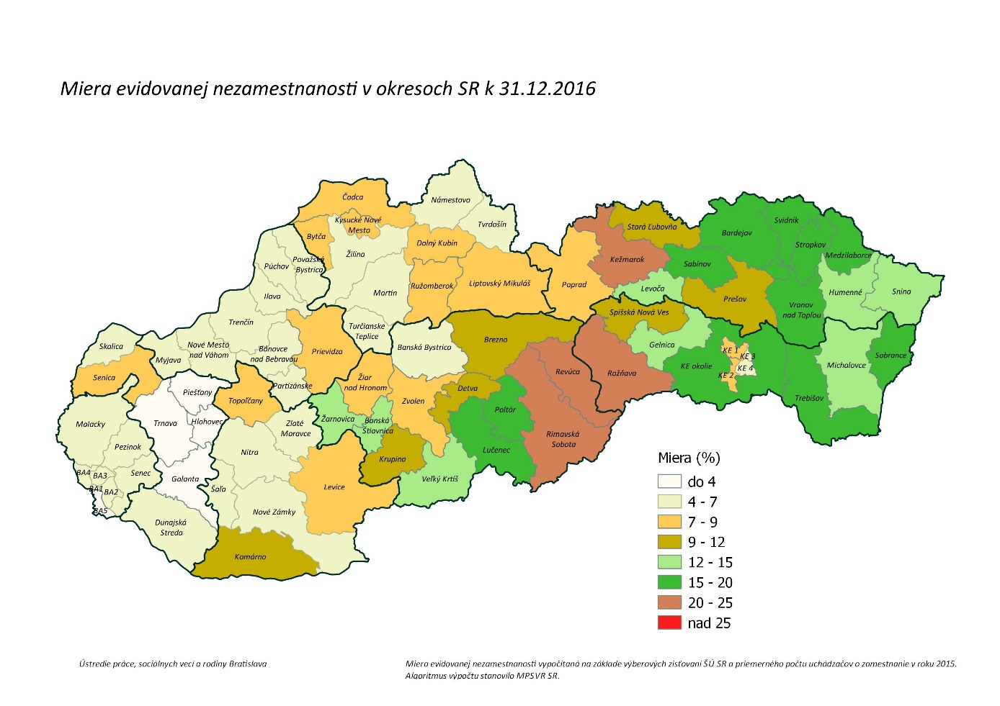 Miera evidovanej nezamestnanosti v okresoch SR k 31.12.2016
Námestovo
Čadca
Tvrdošín
Kysucké Nové
Mesto
Bytča
Stará Ľubovňa
Svidník
Bardejov
Dolný Kubín
Stropkov
Žilina
Medzilaborce
Považská
Bystrica
Púchov
Kežmarok
Sabinov
Liptovský Mikuláš
Poprad
Ružomberok
Levoča
Martin
Humenné
Snina
Ilava
Prešov
Vranov
nad Topľou
Spišská Nová Ves
Trenčín
Turčianske
Teplice
Brezno
Skalica
Nové Mesto
nad Váhom
Bánovce
nad Bebravou
Prievidza
Banská Bystrica
Gelnica
KE 1
KE 3
Sobrance
Myjava
Michalovce
KE okolie
KE 4
KE 2
Senica
Žiar
nad Hronom
Revúca
Rožňava
Partizánske
Detva
Piešťany
Topoľčany
Zvolen
Trebišov
Poltár
Malacky
Trnava
Hlohovec
Zlaté
Moravce
Žarnovica
Banská
Štiavnica
Rimavská
Sobota
Pezinok
Nitra
Lučenec
Krupina
BA4
BA3
Senec
Galanta
Veľký Krtíš
BA1
BA2
Šaľa
Levice
BA5
Nové Zámky
Dunajská
Streda
Komárno
Miera (%)
do 4
4 - 7
7 - 9
9 - 12
12 - 15
15 - 20
20 - 25
nad 25
Ústredie práce, sociálnych vecí a rodiny Bratislava
Miera evidovanej nezamestnanosti vypočítaná na základe výberových zisťovaní ŠÚ SR a priemerného počtu uchádzačov o zamestnanie v roku 2015.
Algoritmus výpočtu stanovilo MPSVR SR.